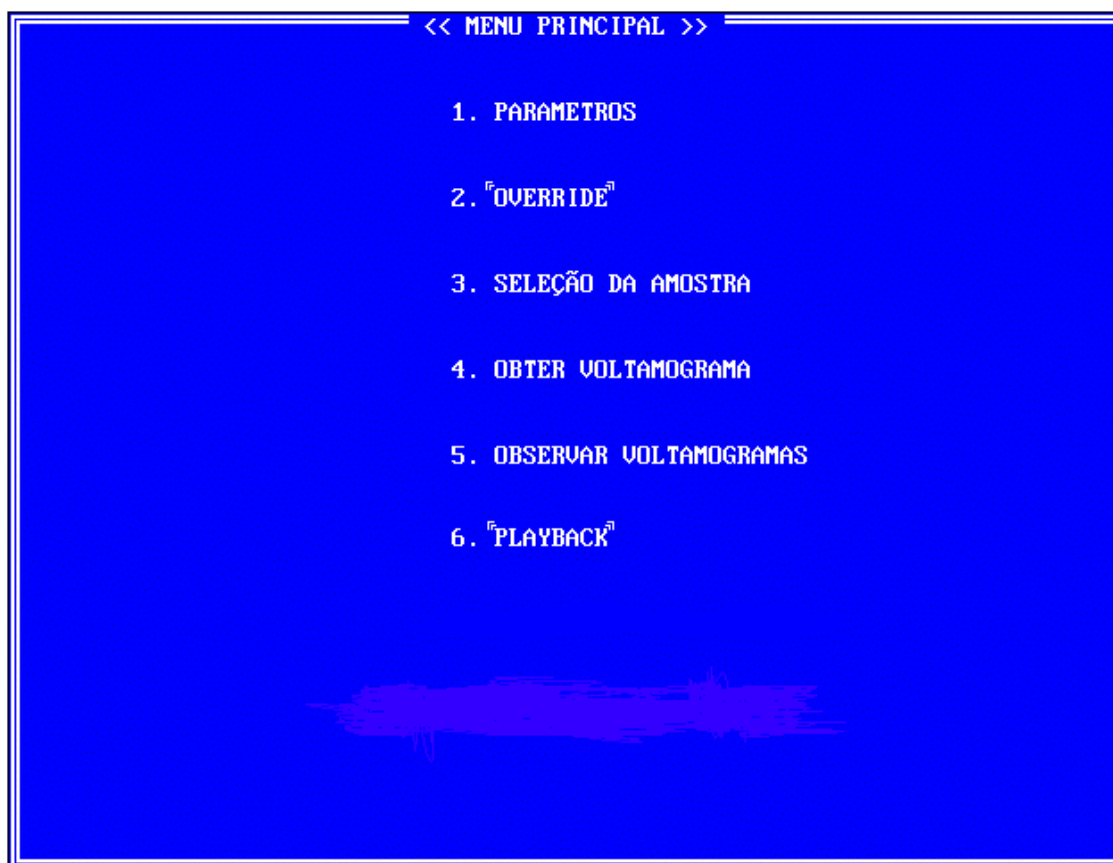 << MENU PRINCIPAL >>
1. PARAMETROS
2. "OVERRIDE"
3. SELEÇÃO DA AMOSTRA
4. OBTER VOLTAMOGRAMA
5. OBSERVAR VOLTAMOGRAMAS
6. "PLAYBACK"